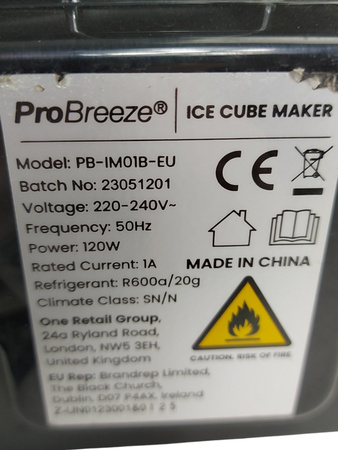 ProBreeze® | ICE CUBE MAKER
Model: PB-IM01B-EU
Batch No: 23051201
Voltage: 220-240V~
Frequency: 50Hz
Power: 120W
Rated Current: 1A
Refrigerant: R600a/20g
Climate Class: SN/N
CE
MADE IN CHINA
CAUTION, RISK OF FIRE
One Retail Group,
24a Ryland Road,
London, NW5 3EH,
United Kingdom
EU Rep: Brandrep Limited,
The Black Church,
Dublin, D07 P4AX, Ireland